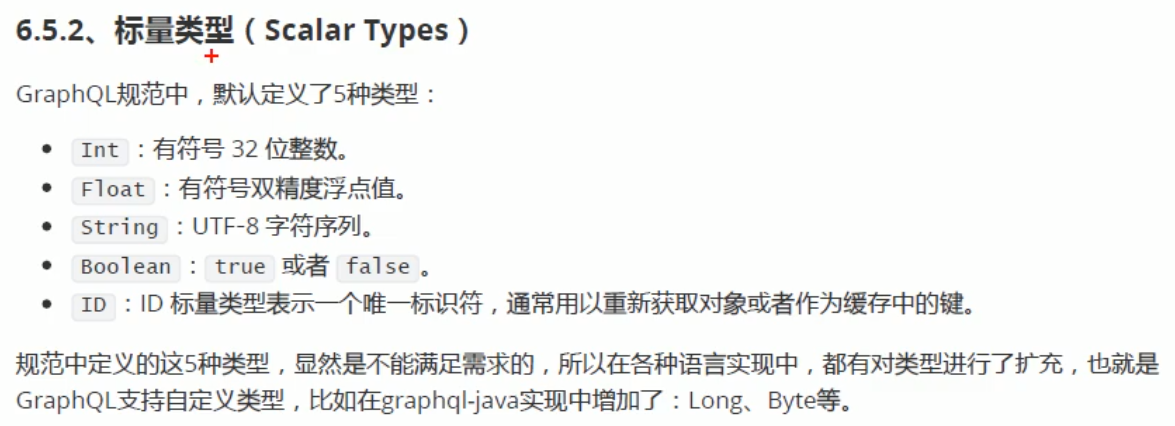 6.5.2、标量类型（Scalar Types）
GraphQL规范中，默认定义了5种类型：
Int：有符号 32 位整数。
Float：有符号双精度浮点值。
String：UTF-8 字符序列。
Boolean：true 或者 false。
ID：ID 标量类型表示一个唯一标识符，通常用以重新获取对象或者作为缓存中的键。
规范中定义的这5种类型，显然是不能满足需求的，所以在各种语言实现中，都有对类型进行了扩充，也就是
GraphQL支持自定义类型，比如在graphql-java实现中增加了：Long、Byte等。